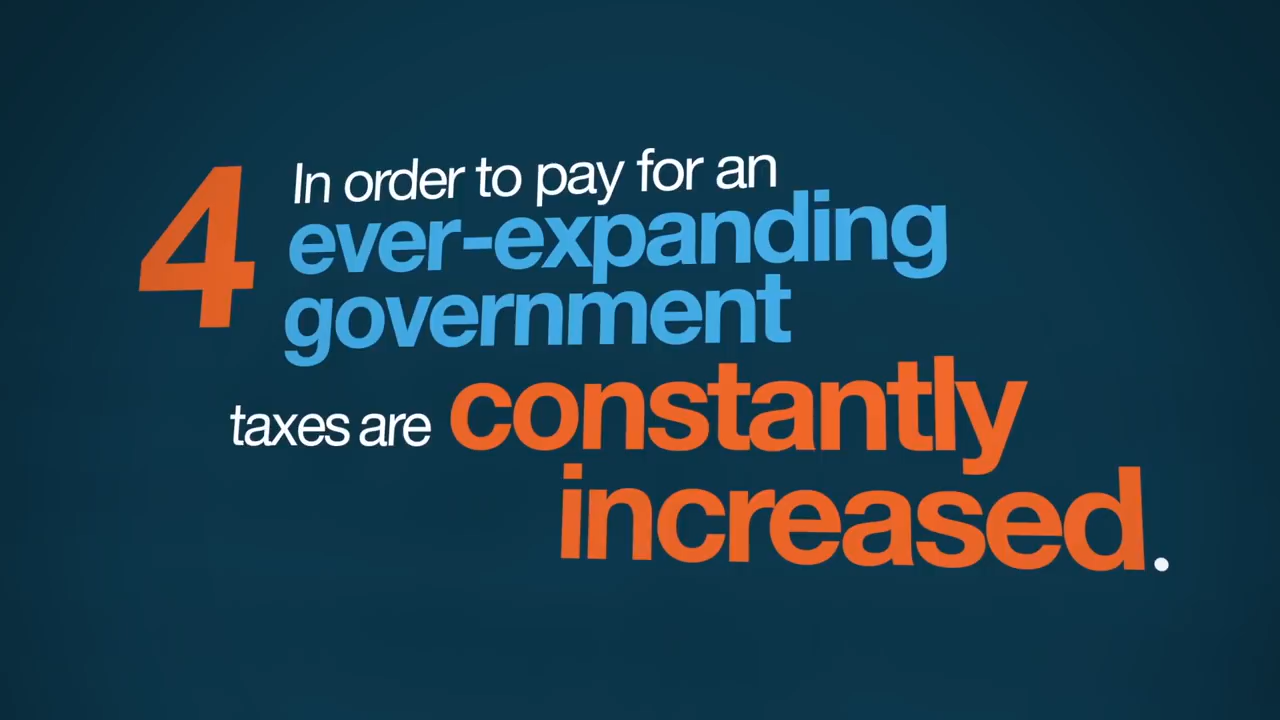 4 In order to pay for an
ever-expanding
government
taxes are constantly
increased.